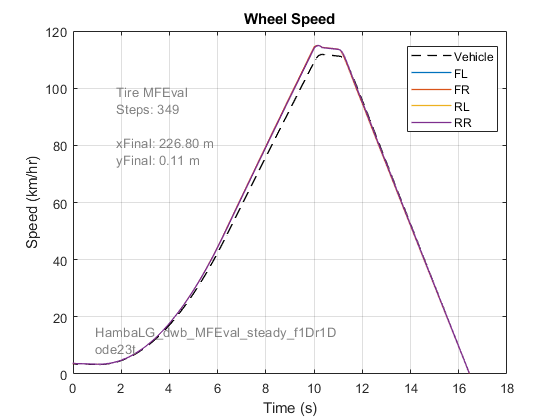 Wheel Speed
120
100
80
60
40
20
0
Speed (km/hr)
Tire MFEval
Steps: 349
xFinal: 226.80 m
yFinal: 0.11 m
HambaLG_dwb_MFEval_steady_f1Dr1D
ode23t
Vehicle
FL
FR
RL
RR
0 2 4 6 8 10 12 14 16 18
Time (s)